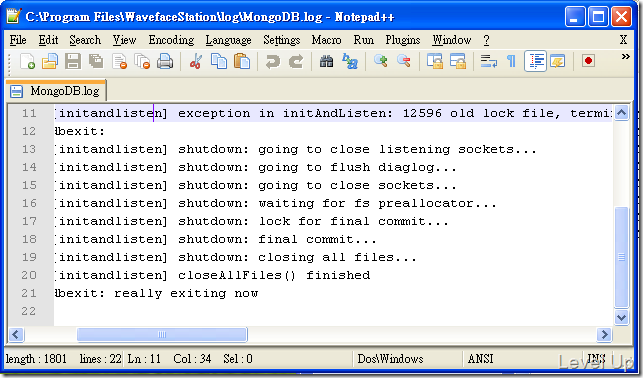 C:\Program Files\WavefaceStation\log\MongoDB.log - Notepad++
File Edit Search View Encoding Language Settings Macro Run Plugins Window ? X
MongoDB.log
11 [initandlisten] exception in initAndListen: 12596 old lock file, termin
12 dbexit:
13 [initandlisten] shutdown: going to close listening sockets...
14 [initandlisten] shutdown: going to flush diaglog...
15 [initandlisten] shutdown: going to close sockets...
16 [initandlisten] shutdown: waiting for fs preallocator...
17 [initandlisten] shutdown: lock for final commit...
18 [initandlisten] shutdown: final commit...
19 [initandlisten] shutdown: closing all files...
20 [initandlisten] closeAllFiles() finished
21 dbexit: really exiting now
22
length : 1801 lines : 22 Ln : 11 Col : 34 Sel : 0 Dos\Windows ANSI INS
Level Up